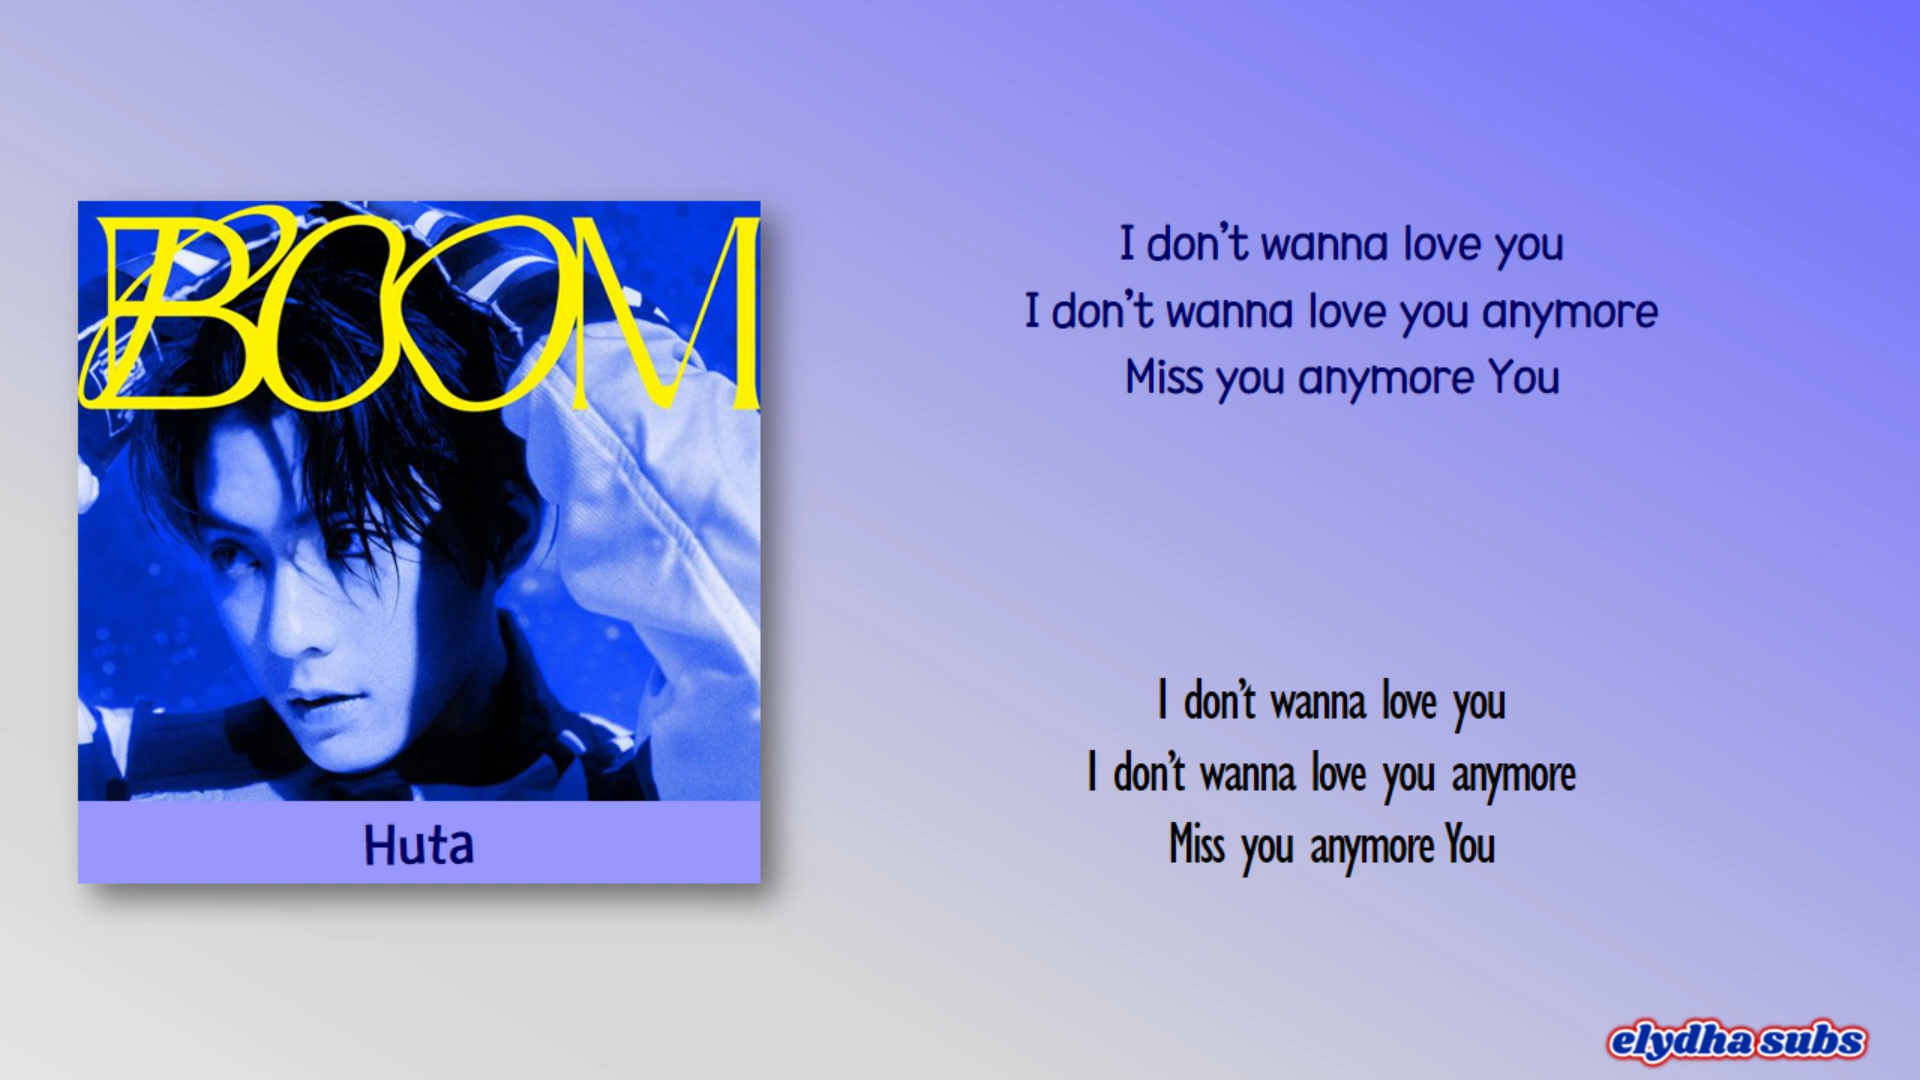 BOOM
Huta
I don't wanna love you
I don't wanna love you anymore
Miss you anymore You
I don't wanna love you
I don't wanna love you anymore
Miss you anymore You
elydha subs